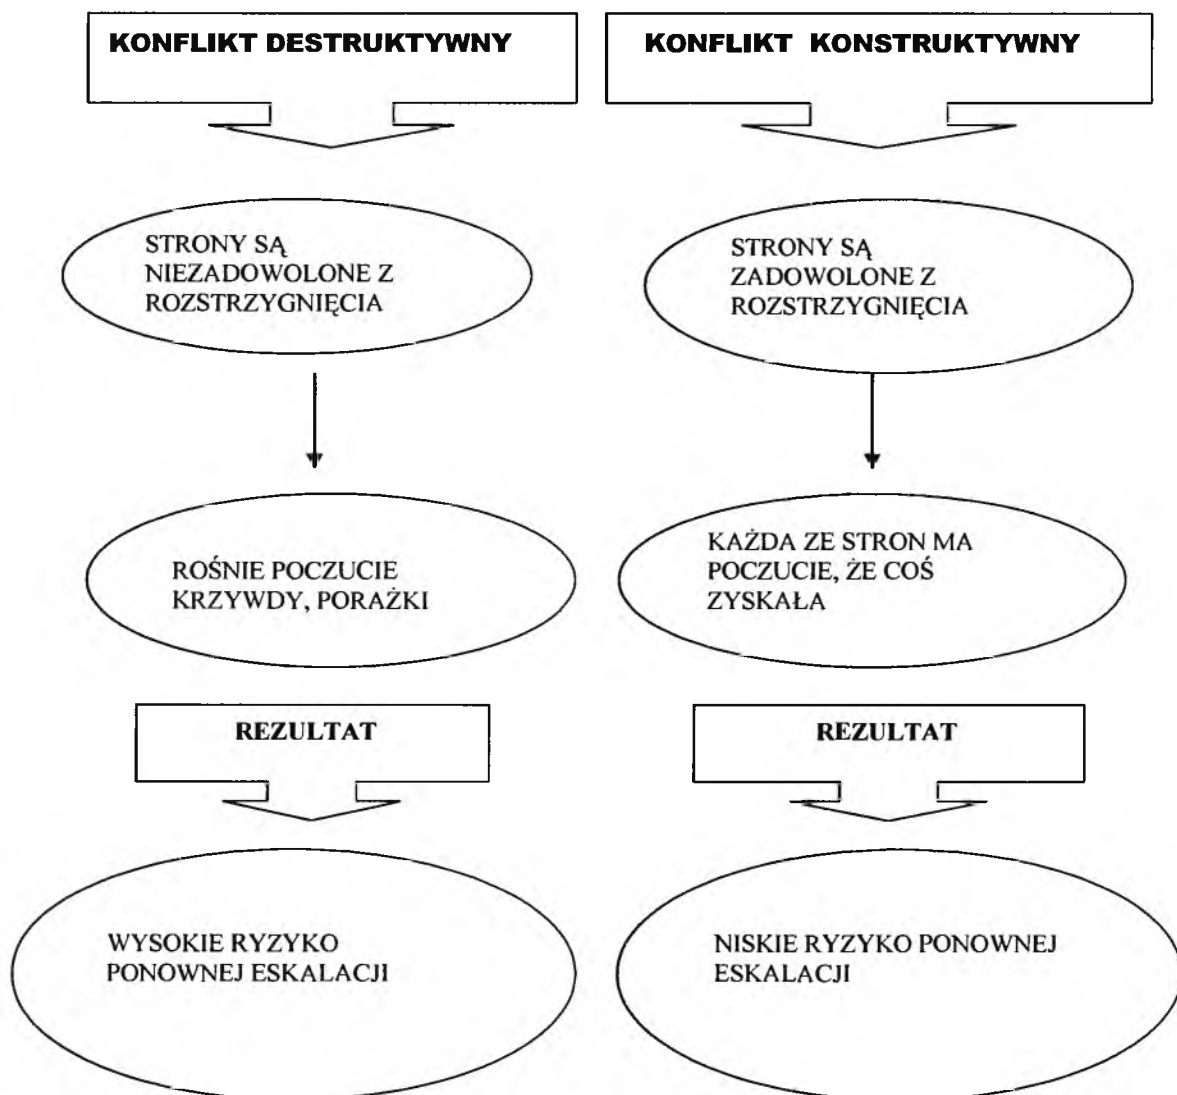 KONFLIKT DESTRUKTYWNY
KONFLIKT KONSTRUKTYWNY
STRONY SĄ
NIEZADOWOLONE Z
ROZSTRZYGNIĘCIA
STRONY SĄ
ZADOWOLONE Z
ROZSTRZYGNIĘCIA
ROŚNIE POCZUCIE
KRZYWDY, PORAŻKI
KAŻDA ZE STRON MA
POCZUCIE, ŻE COŚ
ZYSKAŁA
REZULTAT
REZULTAT
WYSOKIE RYZYKO
PONOWNEJ ESKALACJI
NISKIE RYZYKO PONOWNEJ
ESKALACJI